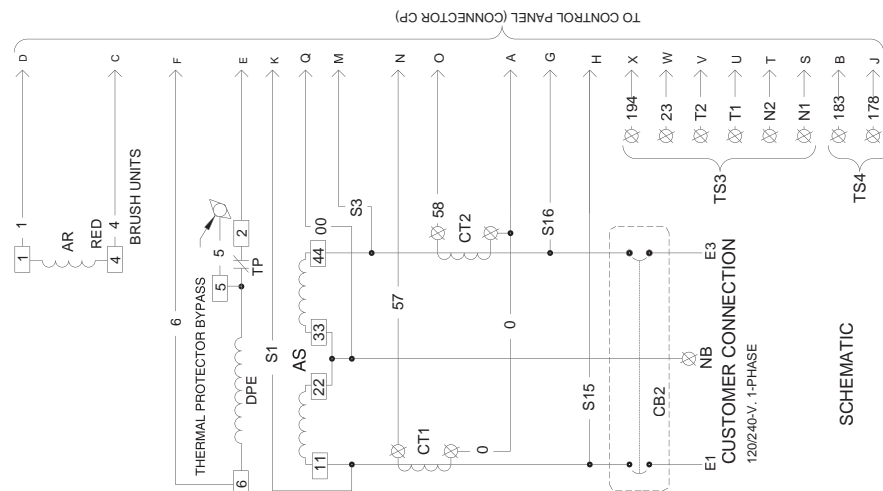 TO CONTROL PANEL (CONNECTOR CP)
D
C
F
E
K
Q
M
N
O
A
G
H
X
W
V
U
T
S
B
J
1
4
1
AR
RED
4
BRUSH UNITS
THERMAL PROTECTOR BYPASS
6
5
5
2
TP
DPE
6
S1
00
S3
AS
11
22
33
44
57
58
CT1
CT2
0
0
S16
S15
CB2
E1
NB
E3
CUSTOMER CONNECTION
120/240-V. 1-PHASE
194
23
T2
T1
N2
N1
TS3
183
178
TS4
SCHEMATIC